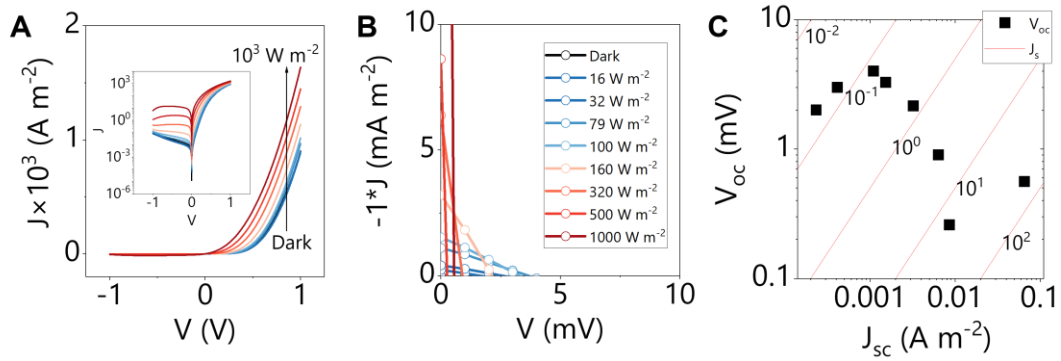 A
J×10³ (A m⁻²)
2
1
0
-1
0
1
V (V)
10³ W m⁻²
Dark
J
10³
10⁰
10⁻³
10⁻⁶
-1
0
1
V
B
-1*J (mA m⁻²)
10
5
0
0
5
10
V (mV)
Dark
16 W m⁻²
32 W m⁻²
79 W m⁻²
100 W m⁻²
160 W m⁻²
320 W m⁻²
500 W m⁻²
1000 W m⁻²
C
V_oc (mV)
10
1
0.1
0.001
0.01
0.1
J_sc (A m⁻²)
V_oc
J_s
10⁻²
10⁻¹
10⁰
10¹
10²